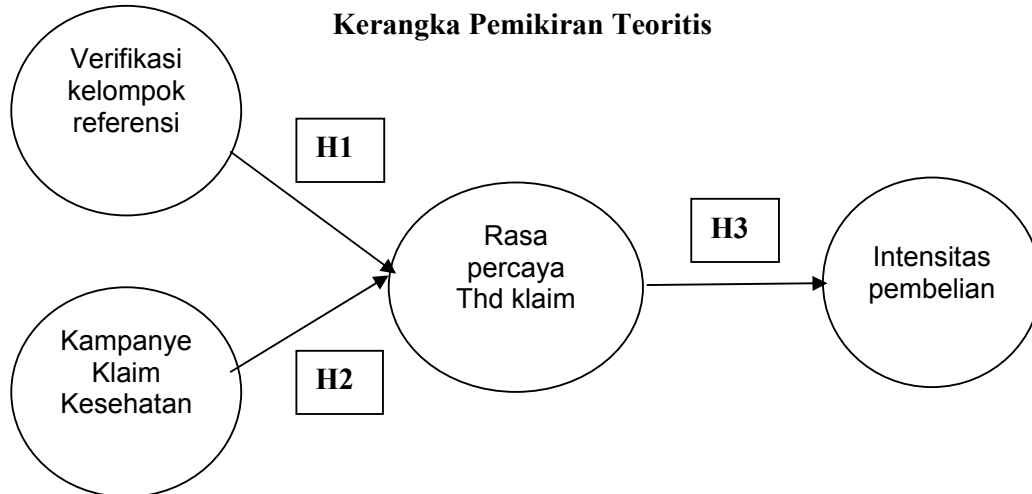 Kerangka Pemikiran Teoritis
Verifikasi
kelompok
referensi
H1
Rasa
percaya
Thd klaim
H3
Intensitas
pembelian
Kampanye
Klaim
Kesehatan
H2